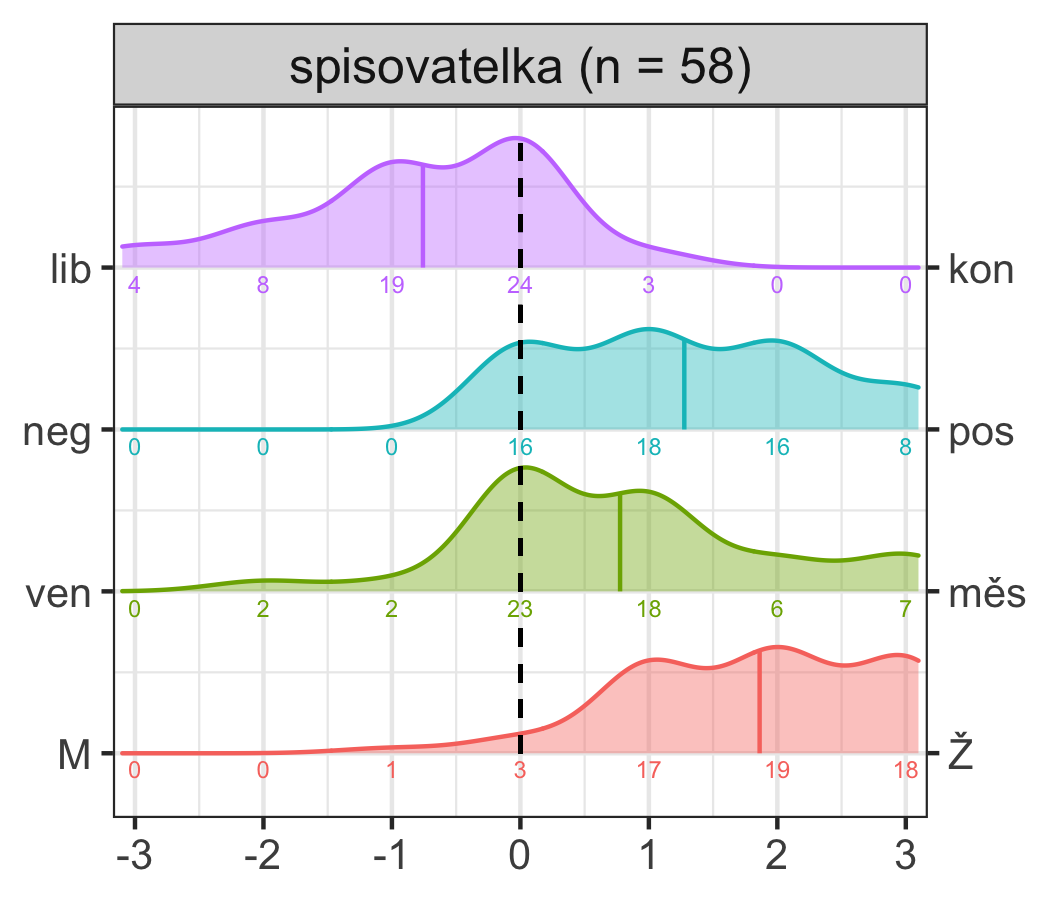 spisovatelka (n = 58)
lib kon
4 8 19 24 3 0 0
neg pos
0 0 0 16 18 16 8
ven měs
0 2 2 23 18 6 7
M Ž
0 0 1 3 17 19 18
-3 -2 -1 0 1 2 3